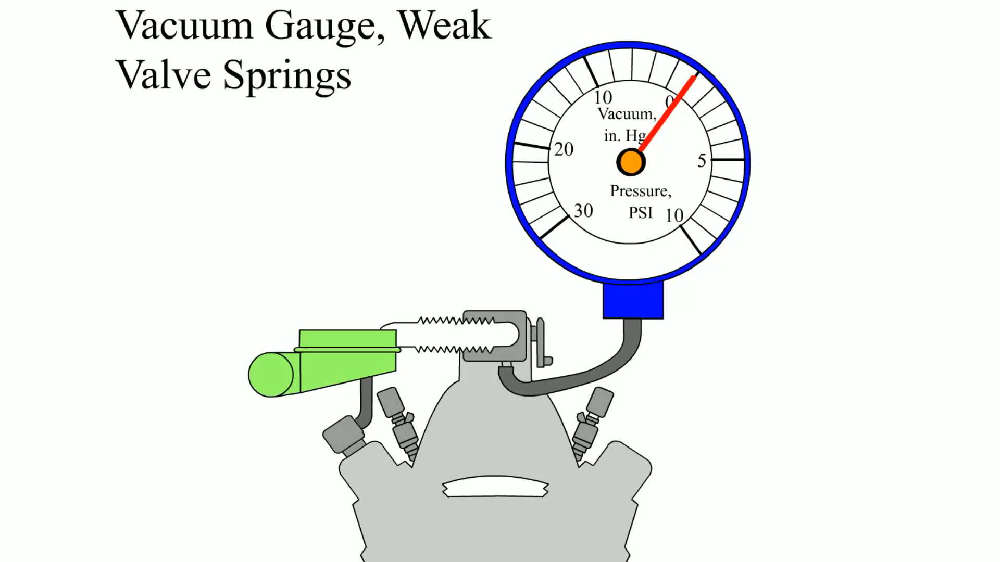 Vacuum Gauge, Weak
Valve Springs
10
0
Vacuum,
in. Hg
20
5
Pressure,
PSI
30
10